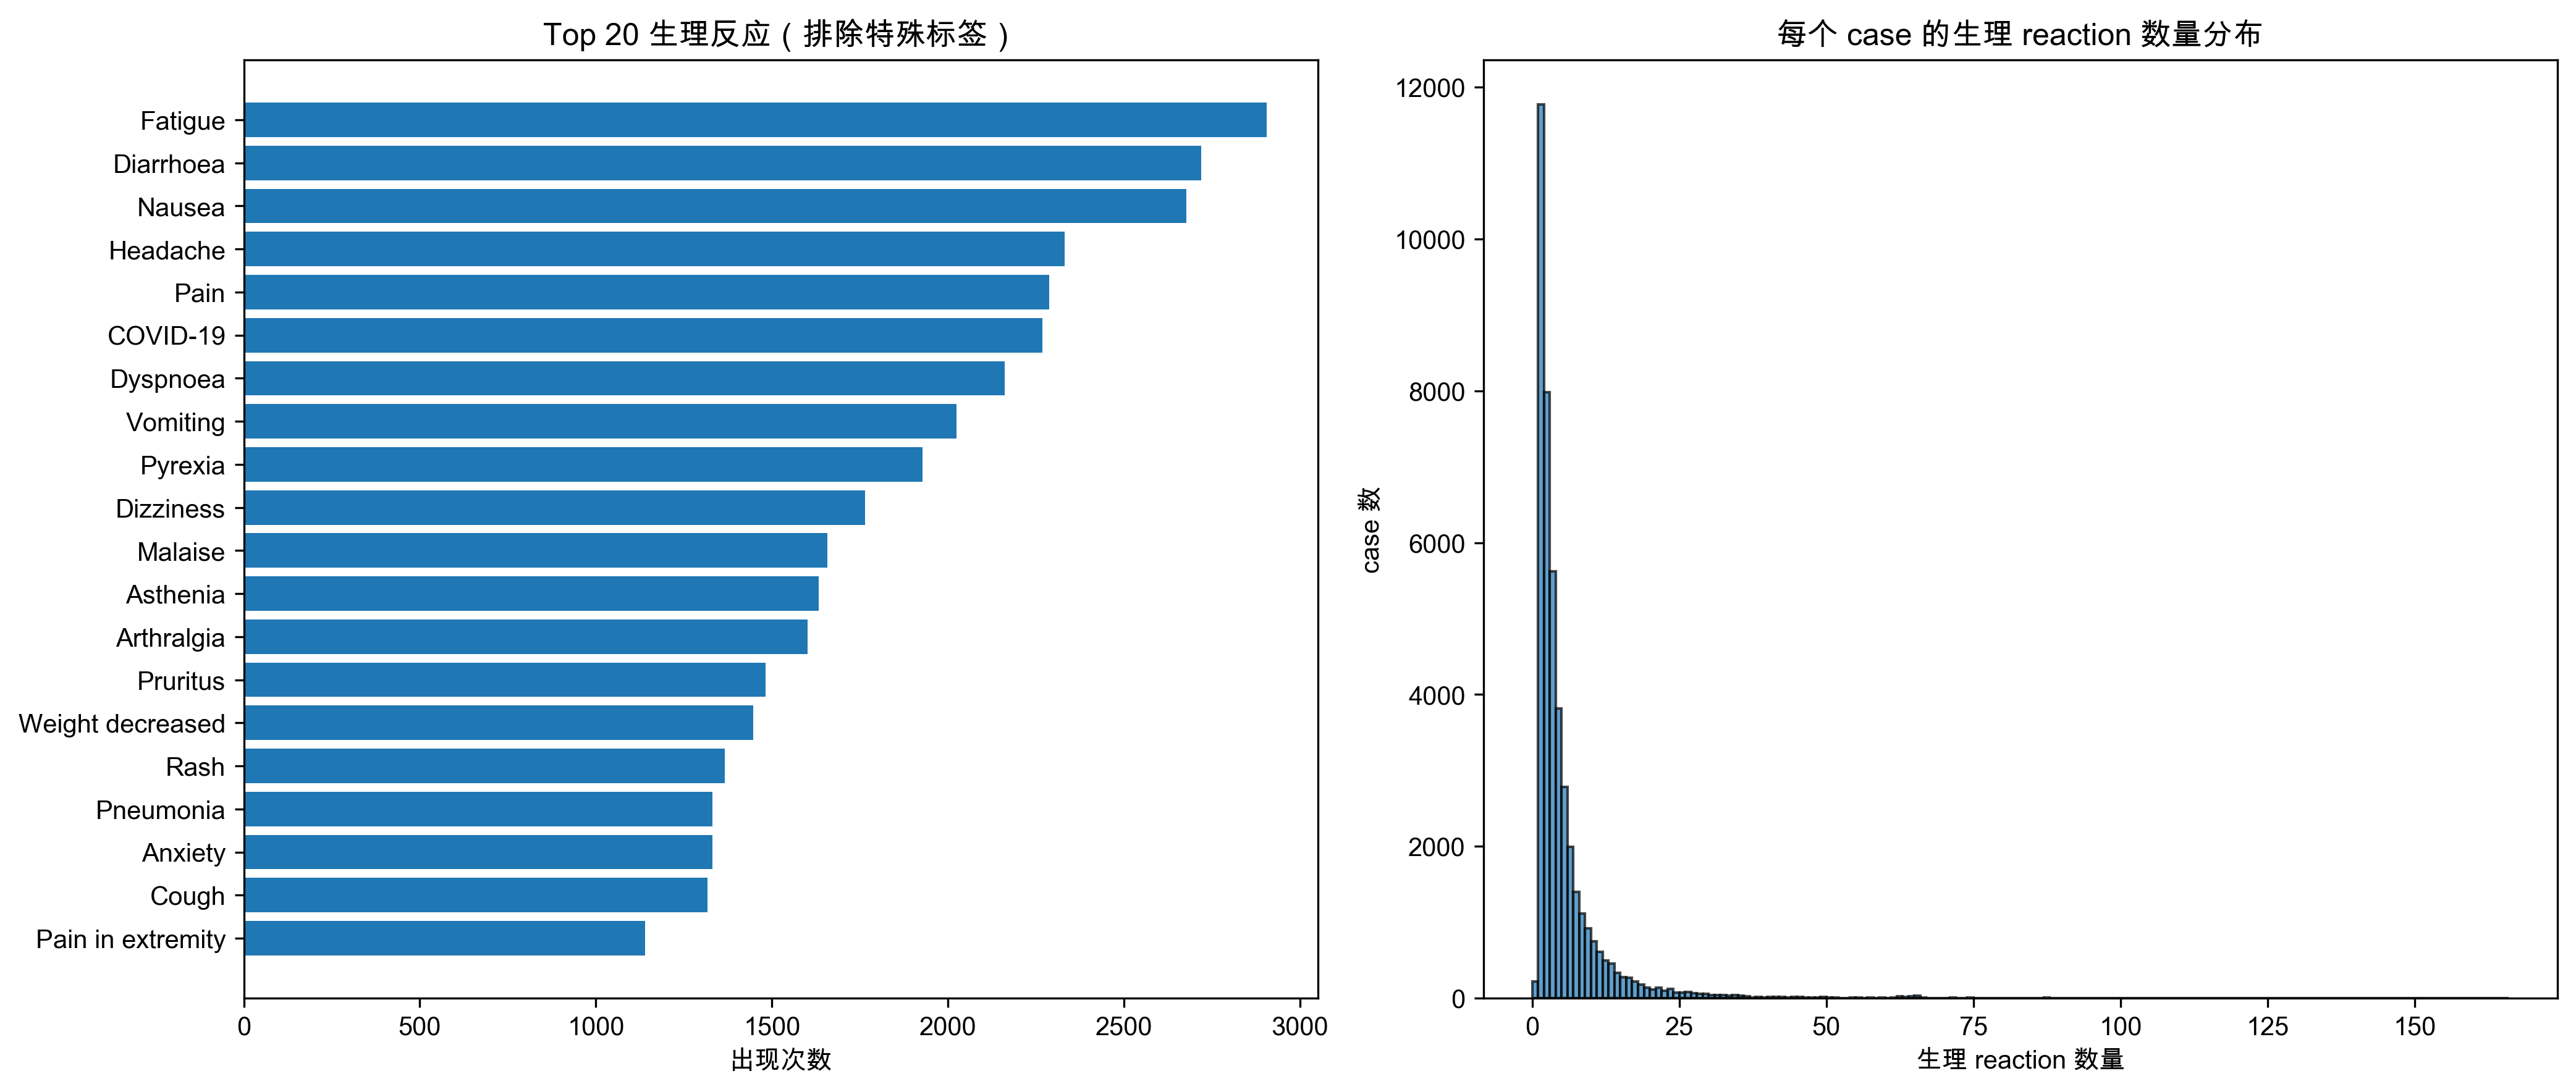 Top 20 生理反应（排除特殊标签）
Fatigue
Diarrhoea
Nausea
Headache
Pain
COVID-19
Dyspnoea
Vomiting
Pyrexia
Dizziness
Malaise
Asthenia
Arthralgia
Pruritus
Weight decreased
Rash
Pneumonia
Anxiety
Cough
Pain in extremity
0 500 1000 1500 2000 2500 3000
出现次数
每个 case 的生理 reaction 数量分布
case 数
12000
10000
8000
6000
4000
2000
0
0 25 50 75 100 125 150
生理 reaction 数量